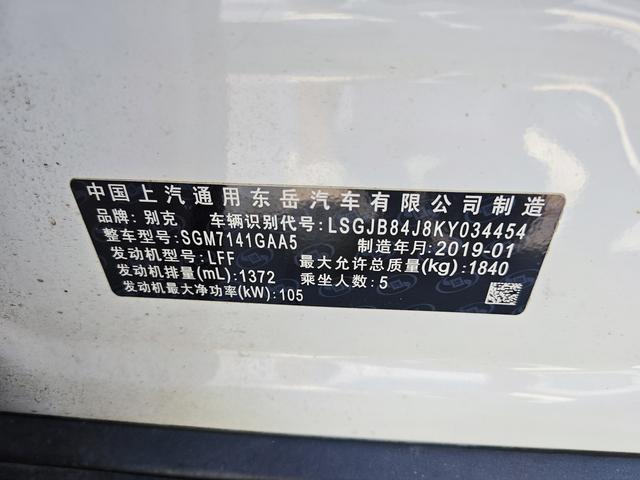 中国上汽通用东岳汽车有限公司制造
品牌: 别克 车辆识别代号: LSGJB84J8KY034454
整车型号: SGM7141GAA5 制造年月: 2019-01
发动机型号: LFF 最大允许总质量(kg): 1840
发动机排量(mL): 1372 乘坐人数: 5
发动机最大净功率(kW): 105